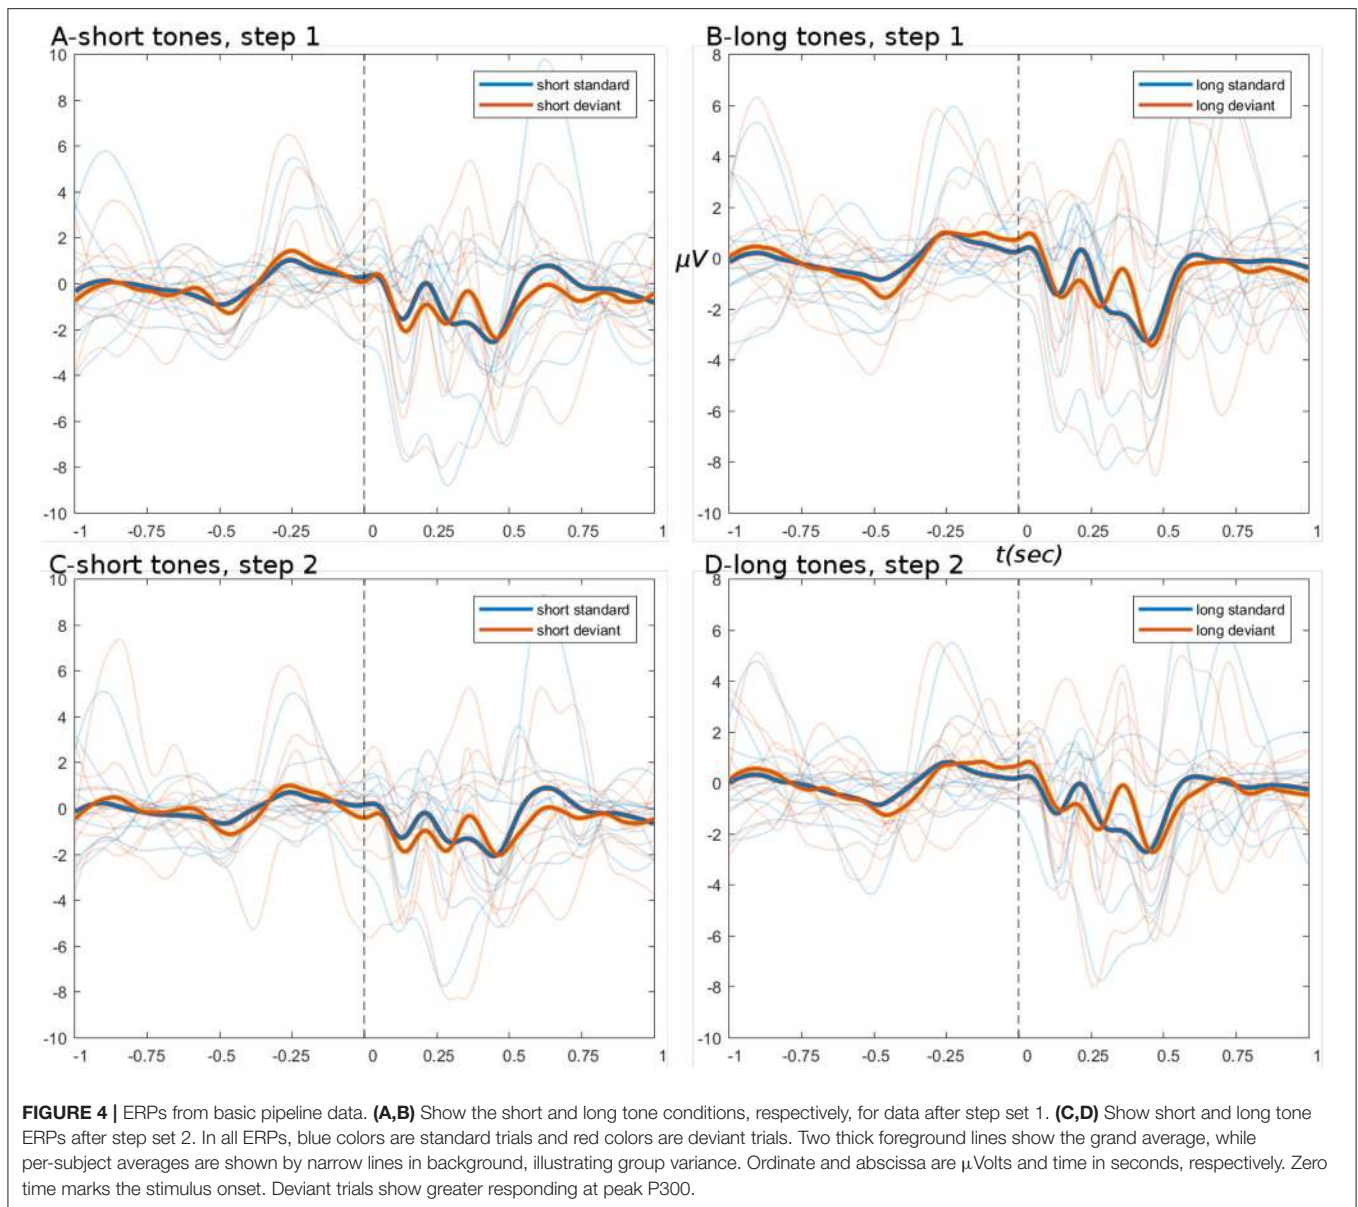 A-short tones, step 1
10
8
6
4
2
0
-2
-4
-6
-8
-10
-1 -0.75 -0.5 -0.25 0 0.25 0.5 0.75 1
short standard
short deviant
B-long tones, step 1
8
6
4
2
μV 0
-2
-4
-6
-8
-10
-1 -0.75 -0.5 -0.25 0 0.25 0.5 0.75 1
long standard
long deviant
t(sec)
C-short tones, step 2
10
8
6
4
2
0
-2
-4
-6
-8
-10
-1 -0.75 -0.5 -0.25 0 0.25 0.5 0.75 1
short standard
short deviant
D-long tones, step 2
8
6
4
2
0
-2
-4
-6
-8
-10
-1 -0.75 -0.5 -0.25 0 0.25 0.5 0.75 1
long standard
long deviant
FIGURE 4 | ERPs from basic pipeline data. (A,B) Show the short and long tone conditions, respectively, for data after step set 1. (C,D) Show short and long tone
ERPs after step set 2. In all ERPs, blue colors are standard trials and red colors are deviant trials. Two thick foreground lines show the grand average, while
per-subject averages are shown by narrow lines in background, illustrating group variance. Ordinate and abscissa are μVolts and time in seconds, respectively. Zero
time marks the stimulus onset. Deviant trials show greater responding at peak P300.